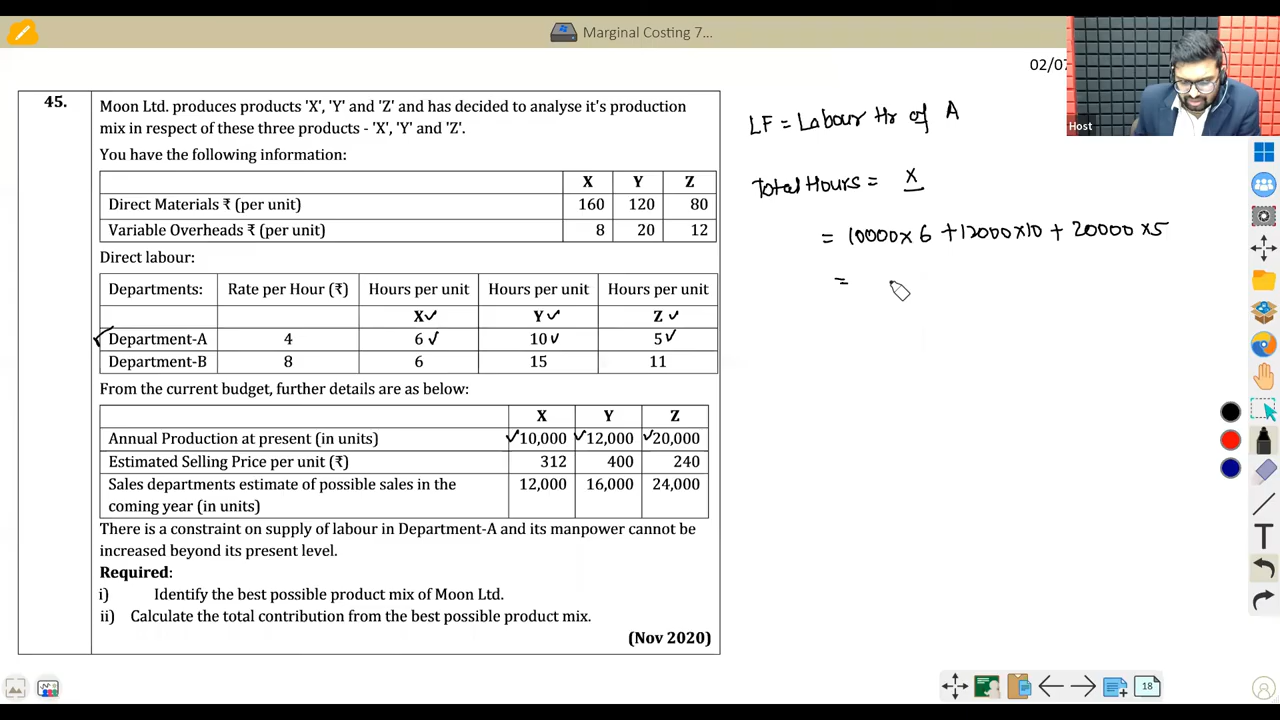 Marginal Costing 7...
02/0
Host
45.
Moon Ltd. produces products 'X', 'Y' and 'Z' and has decided to analyse it's production
mix in respect of these three products - 'X', 'Y' and 'Z'.
You have the following information:
X Y Z
Direct Materials ₹ (per unit) 160 120 80
Variable Overheads ₹ (per unit) 8 20 12
Direct labour:
Departments: Rate per Hour (₹) Hours per unit Hours per unit Hours per unit
X✓ Y✓ Z✓
✓Department-A 4 6✓ 10✓ 5✓
Department-B 8 6 15 11
From the current budget, further details are as below:
X Y Z
Annual Production at present (in units) ✓10,000 ✓12,000 ✓20,000
Estimated Selling Price per unit (₹) 312 400 240
Sales departments estimate of possible sales in the 12,000 16,000 24,000
coming year (in units)
There is a constraint on supply of labour in Department-A and its manpower cannot be
increased beyond its present level.
Required:
i) Identify the best possible product mix of Moon Ltd.
ii) Calculate the total contribution from the best possible product mix.
(Nov 2020)
LF = Labour Hr of A
Total Hours = X
= 10000x 6 +12000x10 + 20000 x5
=
18